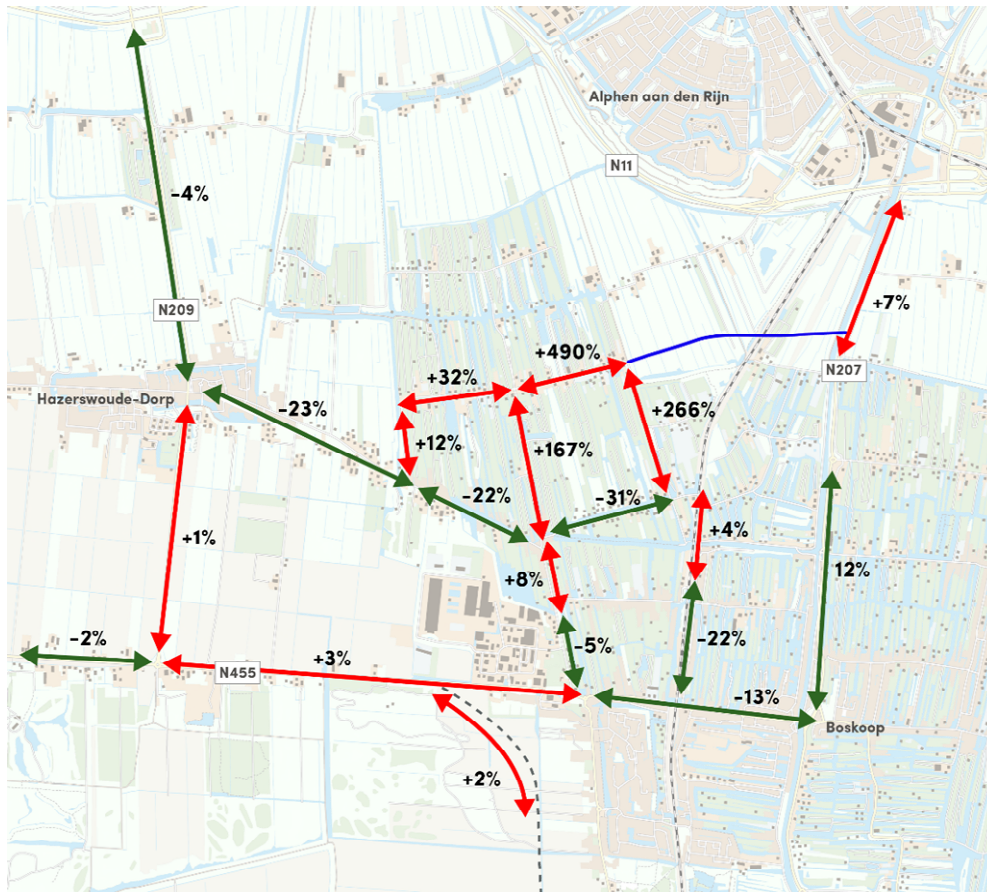 Alphen aan den Rijn
N11
-4%
N209
+7%
+490%
N207
+32%
Hazerswoude-Dorp
-23%
+266%
+12%
+167%
-22%
-31%
+4%
+1%
12%
+8%
-2%
-5%
-22%
+3%
N455
-13%
Boskoop
+2%